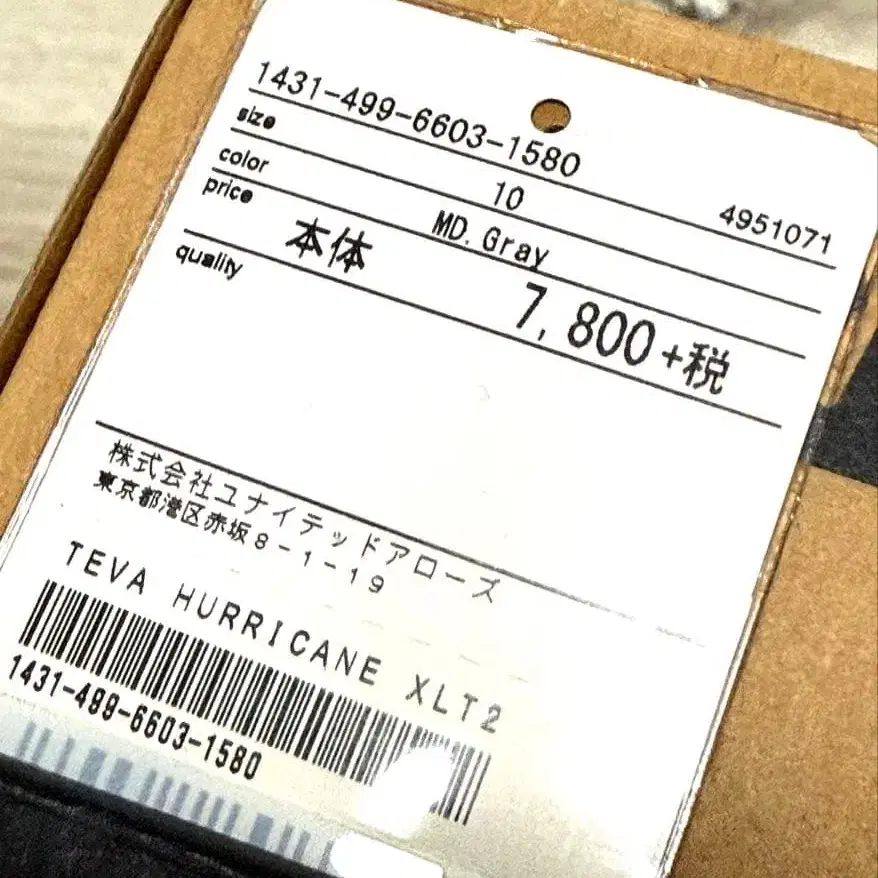 1431-499-6603-1580
size 10 4951071
color MD. Gray
price 本体 7,800+税
quality
株式会社ユナイテッドアローズ
東京都港区赤坂8-1-19
TEVA HURRICANE XLT2
1431-499-6603-1580